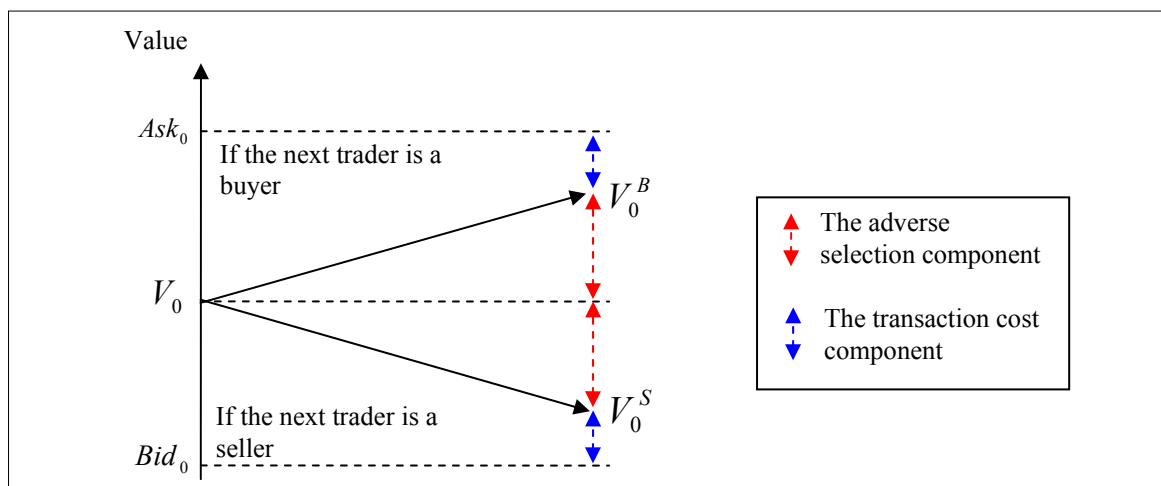 Value
Ask₀
If the next trader is a
buyer
V₀ᴮ
V₀
V₀ˢ
If the next trader is a
seller
Bid₀
The adverse
selection component
The transaction cost
component